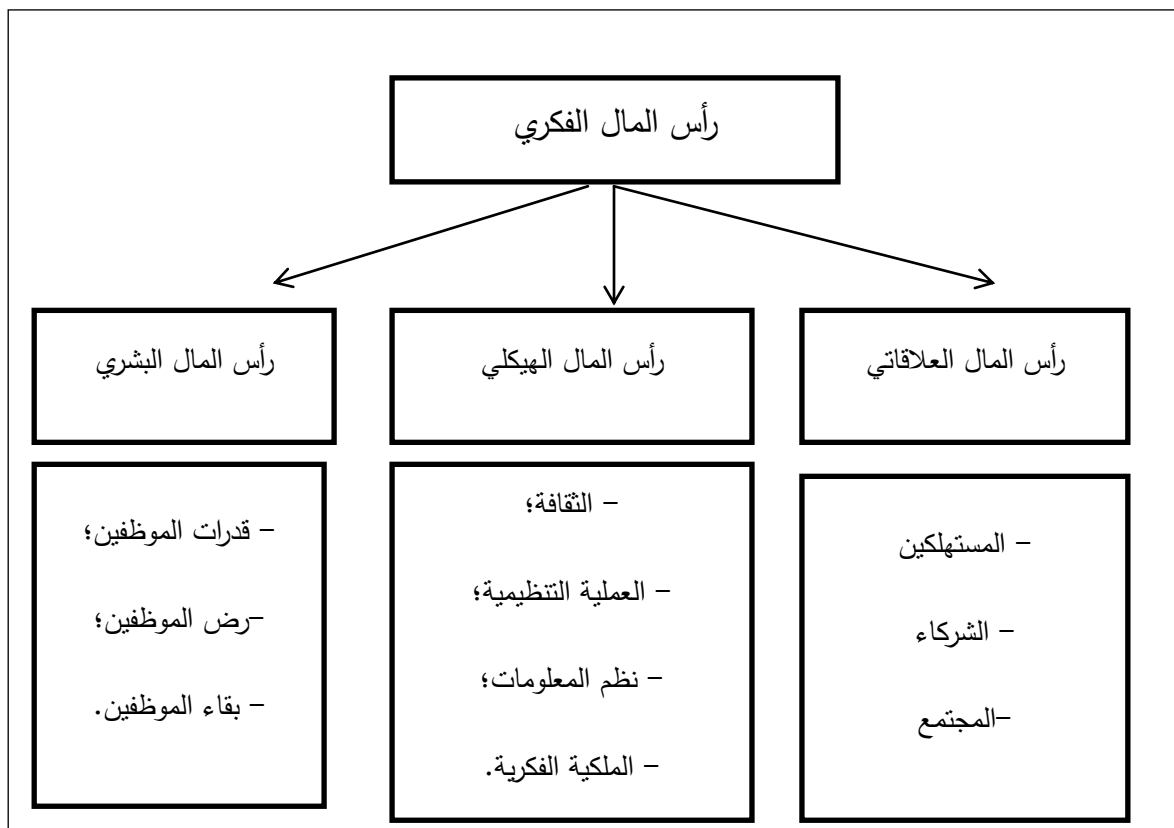 رأس المال الفكري
رأس المال العلاقاتي
رأس المال الهيكلي
رأس المال البشري
– المستهلكين
– الشركاء
–المجتمع
– الثقافة؛
– العملية التنظيمية؛
– نظم المعلومات؛
– الملكية الفكرية.
– قدرات الموظفين؛
–رض الموظفين؛
– بقاء الموظفين.